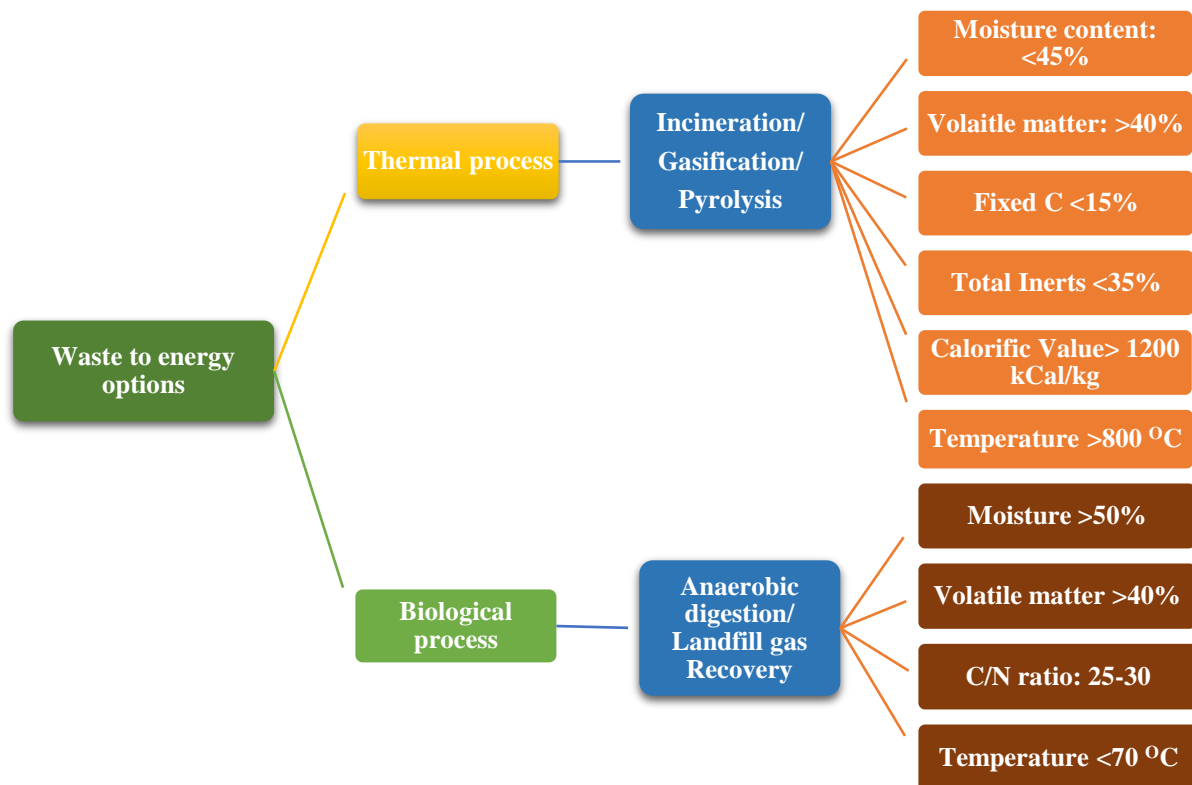 Waste to energy
options
Thermal process
Incineration/
Gasification/
Pyrolysis
Moisture content:
<45%
Volaitle matter: >40%
Fixed C <15%
Total Inerts <35%
Calorific Value> 1200
kCal/kg
Temperature >800 ᴼC
Biological
process
Anaerobic
digestion/
Landfill gas
Recovery
Moisture >50%
Volatile matter >40%
C/N ratio: 25-30
Temperature <70 ᴼC